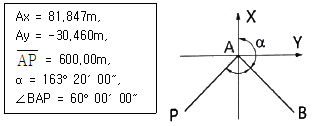 Ax = 81,847m,
Ay = -30,460m,
AP = 600,00m,
α = 163° 20′ 00″,
∠BAP = 60° 00′ 00″
X
A
α
Y
P
B